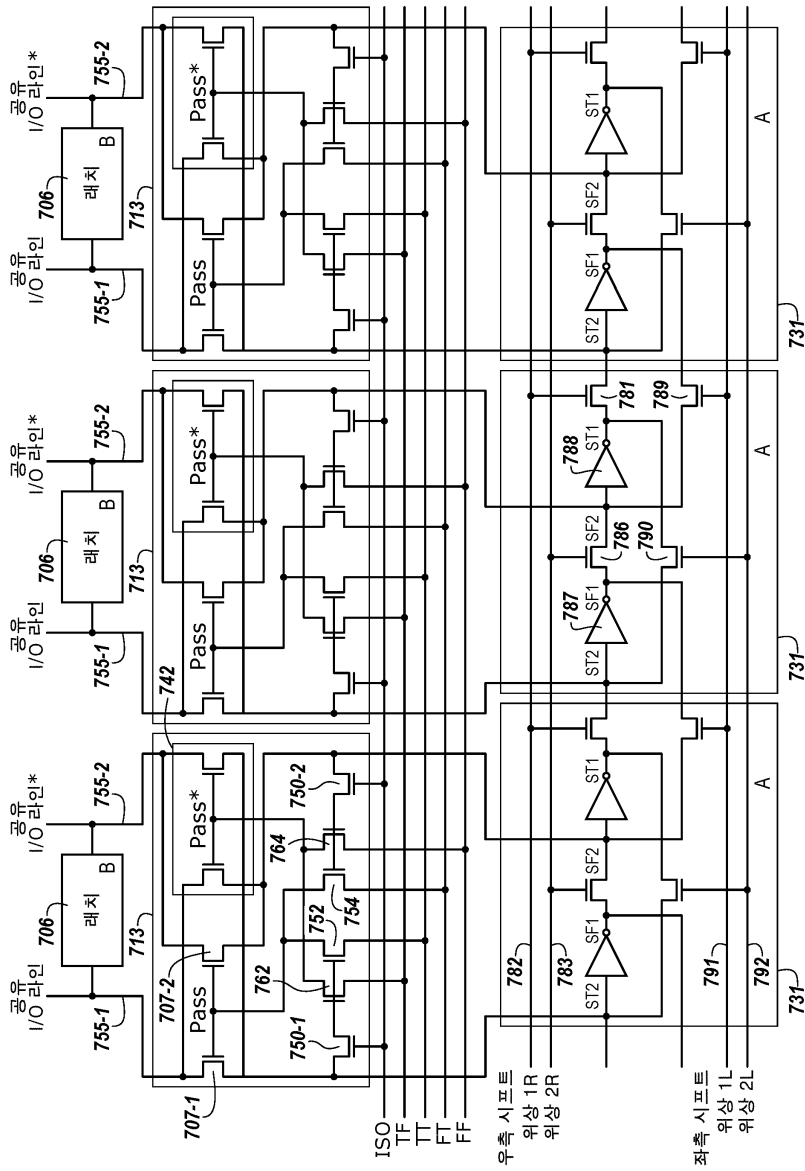 공유
I/O 라인
공유
I/O 라인*
공유
I/O 라인
공유
I/O 라인*
공유
I/O 라인
공유
I/O 라인*
706
래치
B
706
래치
B
706
래치
B
755-1
755-2
755-1
755-2
755-1
755-2
713
742
713
713
707-1
Pass
707-2
Pass*
Pass
Pass*
Pass
Pass*
750-1
762
752
754
764
750-2
ISO
TF
TT
FT
FF
우측 시프트
위상 1R
위상 2R
782
783
ST2
SF1
SF2
ST1
787
ST2
SF1
786
SF2
788
ST1
781
ST2
SF1
SF2
ST1
790
789
좌측 시프트
위상 1L
위상 2L
791
792
A
A
A
731
731
731